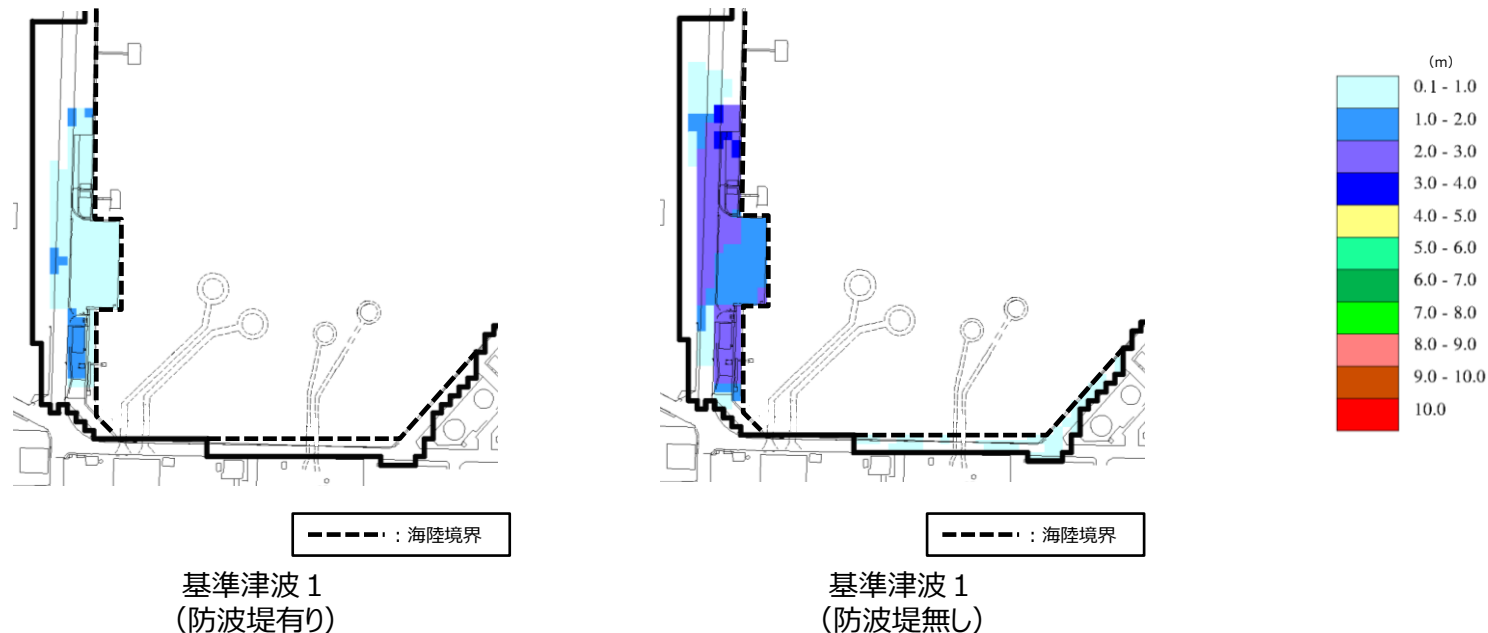 (m)
0.1 - 1.0
1.0 - 2.0
2.0 - 3.0
3.0 - 4.0
4.0 - 5.0
5.0 - 6.0
6.0 - 7.0
7.0 - 8.0
8.0 - 9.0
9.0 - 10.0
10.0
：海陸境界
：海陸境界
基準津波１
（防波堤有り）
基準津波１
（防波堤無し）